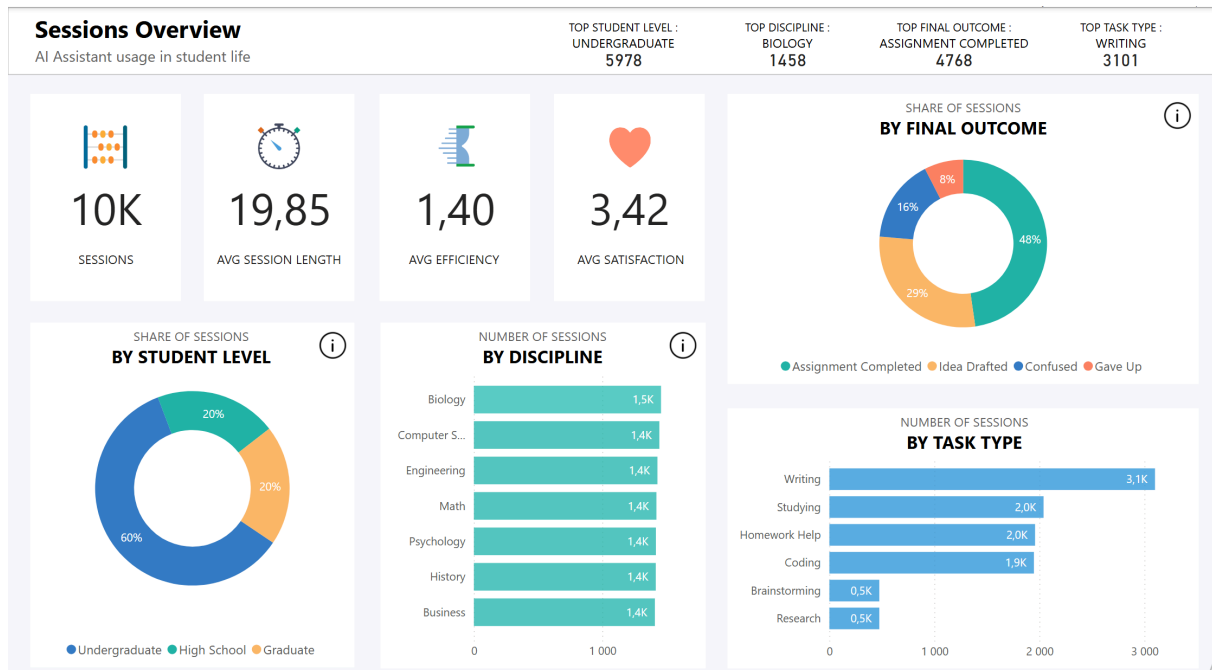 Sessions Overview
AI Assistant usage in student life
TOP STUDENT LEVEL :
UNDERGRADUATE
5978
TOP DISCIPLINE :
BIOLOGY
1458
TOP FINAL OUTCOME :
ASSIGNMENT COMPLETED
4768
TOP TASK TYPE :
WRITING
3101
10K
SESSIONS
19,85
AVG SESSION LENGTH
1,40
AVG EFFICIENCY
3,42
AVG SATISFACTION
SHARE OF SESSIONS
BY FINAL OUTCOME
i
8%
16%
48%
29%
Assignment Completed Idea Drafted Confused Gave Up
SHARE OF SESSIONS
BY STUDENT LEVEL
i
20%
20%
60%
Undergraduate High School Graduate
NUMBER OF SESSIONS
BY DISCIPLINE
i
Biology 1,5K
Computer S... 1,4K
Engineering 1,4K
Math 1,4K
Psychology 1,4K
History 1,4K
Business 1,4K
0 1 000
NUMBER OF SESSIONS
BY TASK TYPE
Writing 3,1K
Studying 2,0K
Homework Help 2,0K
Coding 1,9K
Brainstorming 0,5K
Research 0,5K
0 1 000 2 000 3 000